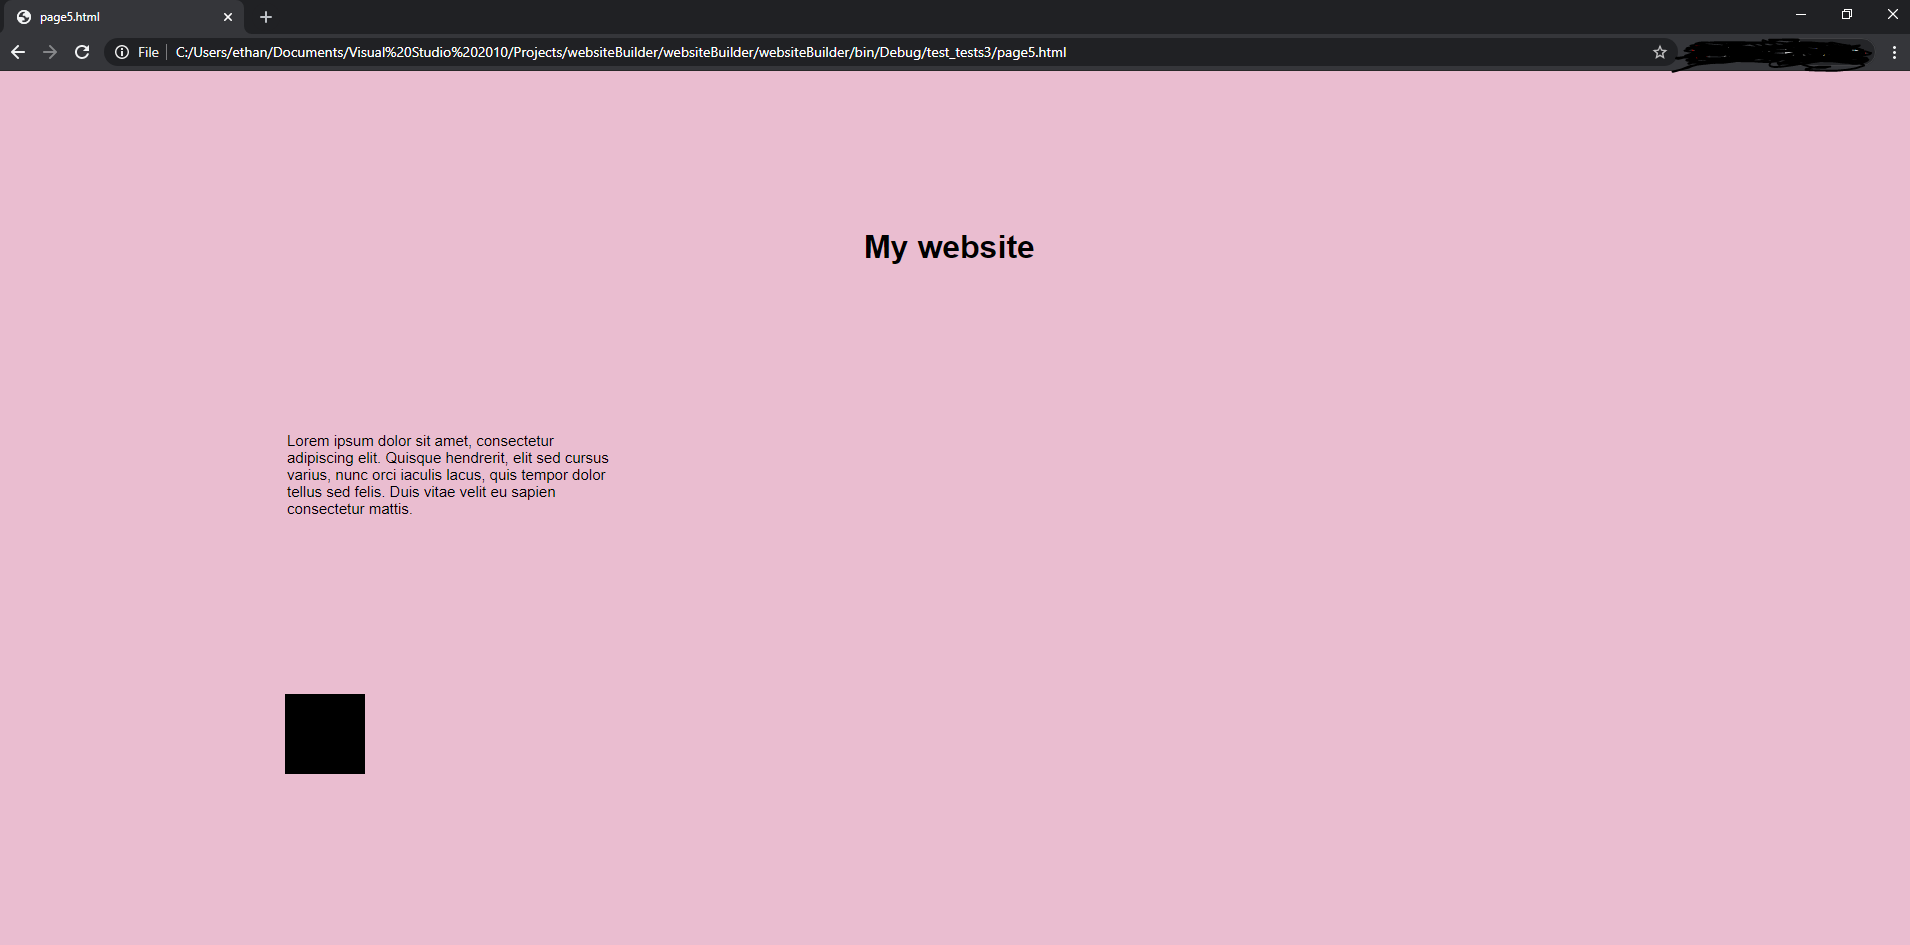 page5.html
File C:/Users/ethan/Documents/Visual%20Studio%202010/Projects/websiteBuilder/websiteBuilder/websiteBuilder/bin/Debug/test_tests3/page5.html
My website
Lorem ipsum dolor sit amet, consectetur
adipiscing elit. Quisque hendrerit, elit sed cursus
varius, nunc orci iaculis lacus, quis tempor dolor
tellus sed felis. Duis vitae velit eu sapien
consectetur mattis.